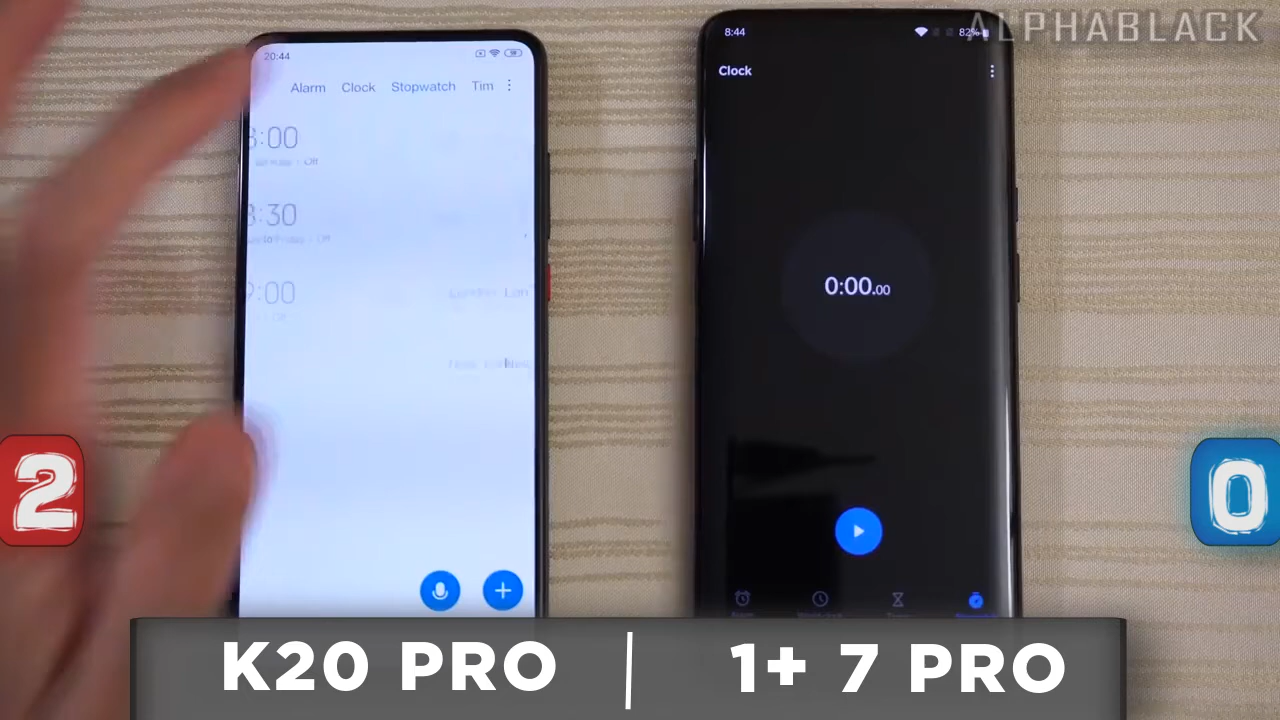 ALPHABLACK
20:44
8:44
82%
Clock
Alarm Clock Stopwatch Tim
:00
:30
:00
Off
0:00.00
2
0
K20 PRO | 1+ 7 PRO